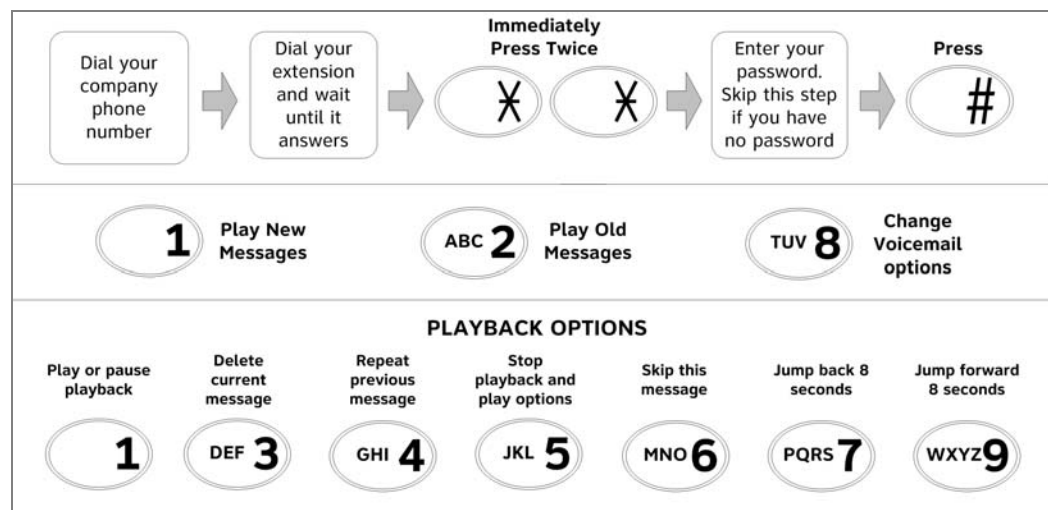 Dial your
company
phone
number
Dial your
extension
and wait
until it
answers
Immediately
Press Twice
* *
Enter your
password.
Skip this step
if you have
no password
Press
#
1
Play New
Messages
ABC 2
Play Old
Messages
TUV 8
Change
Voicemail
options
PLAYBACK OPTIONS
Play or pause
playback
1
Delete
current
message
DEF 3
Repeat
previous
message
GHI 4
Stop
playback and
play options
JKL 5
Skip this
message
MNO 6
Jump back 8
seconds
PQRS 7
Jump forward
8 seconds
WXYZ 9